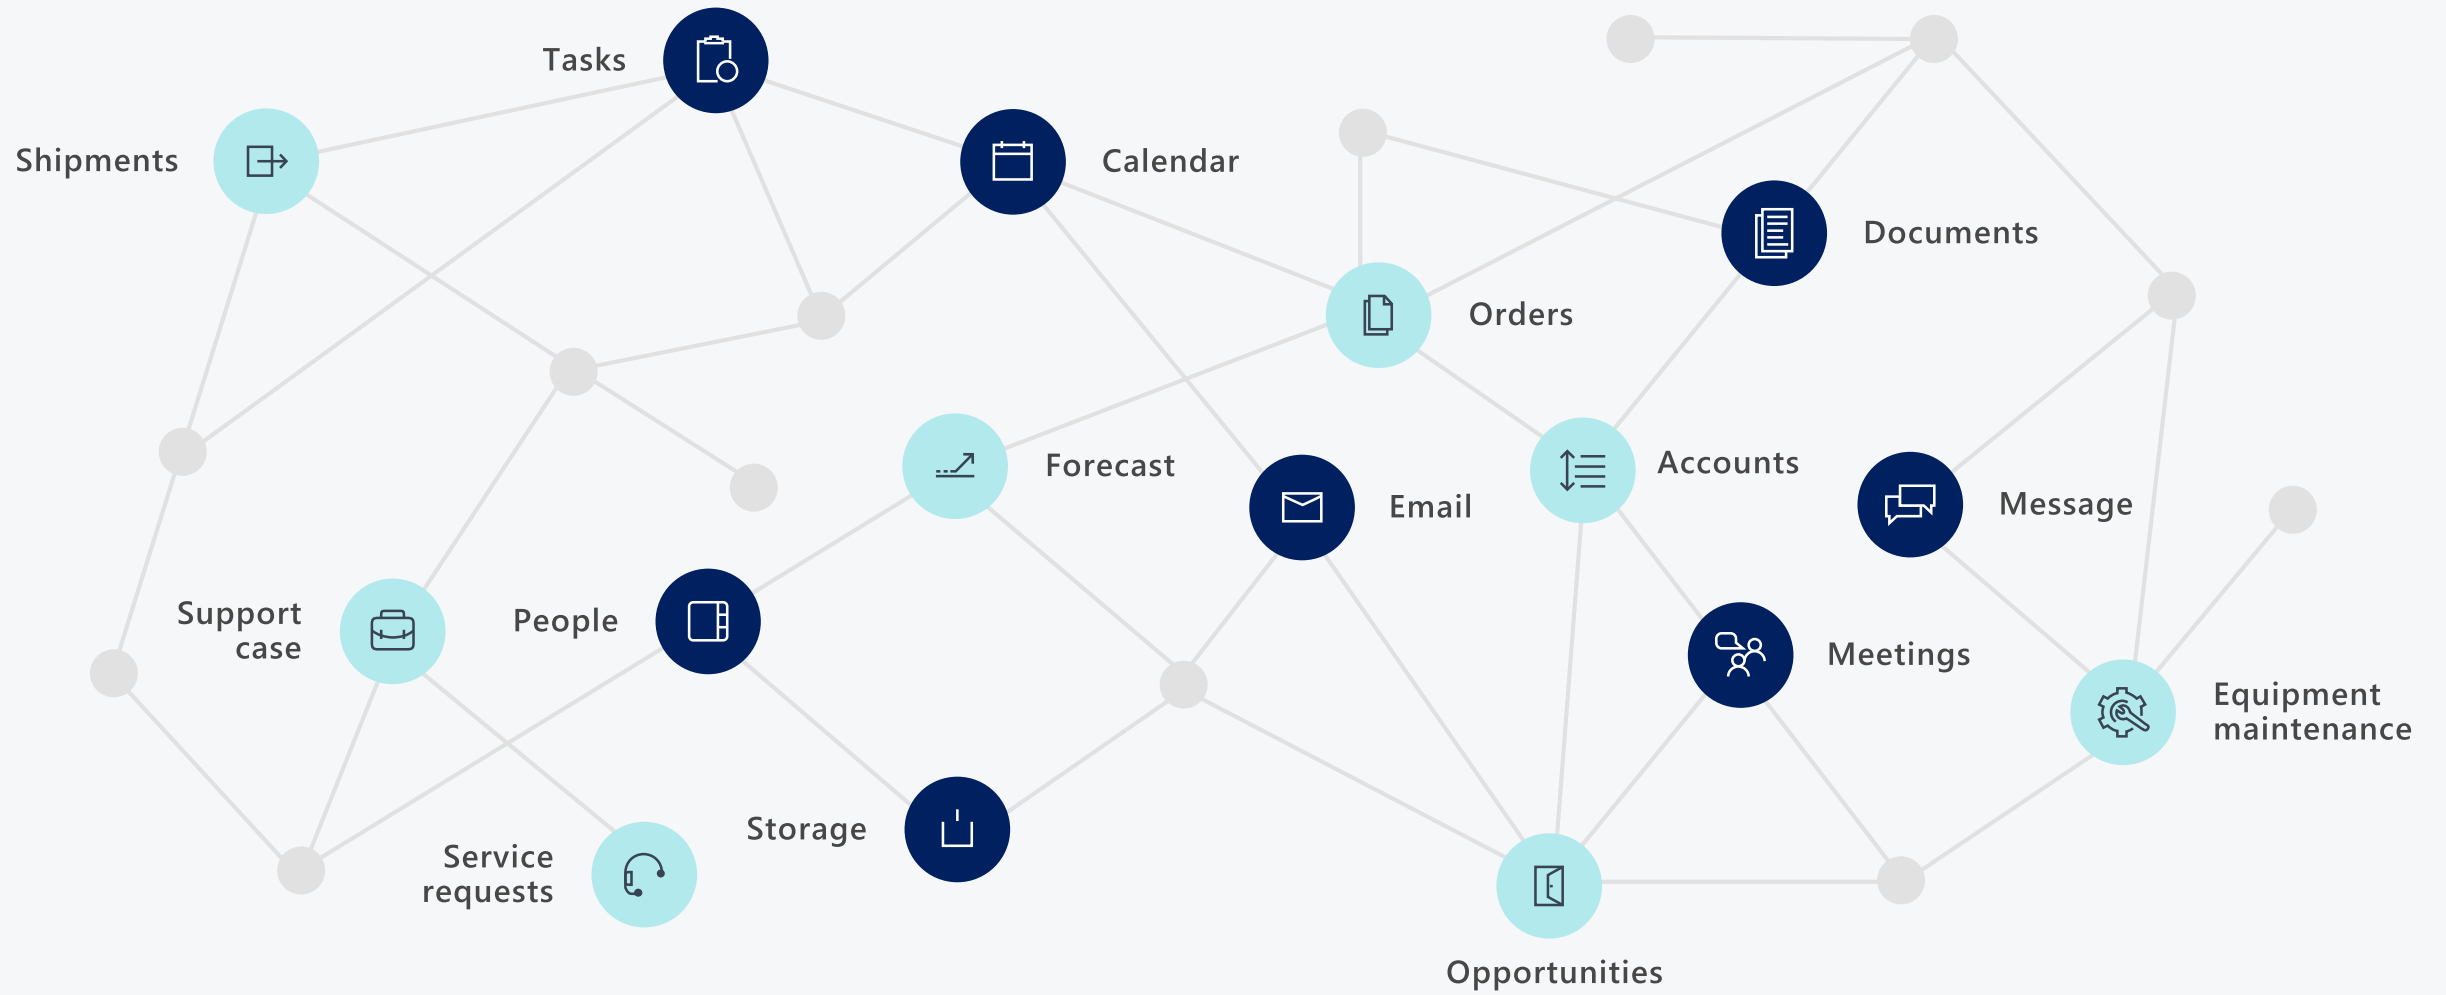 Tasks
Shipments
Calendar
Documents
Orders
Forecast
Accounts
Email
Message
Support
case
People
Meetings
Equipment
maintenance
Storage
Service
requests
Opportunities